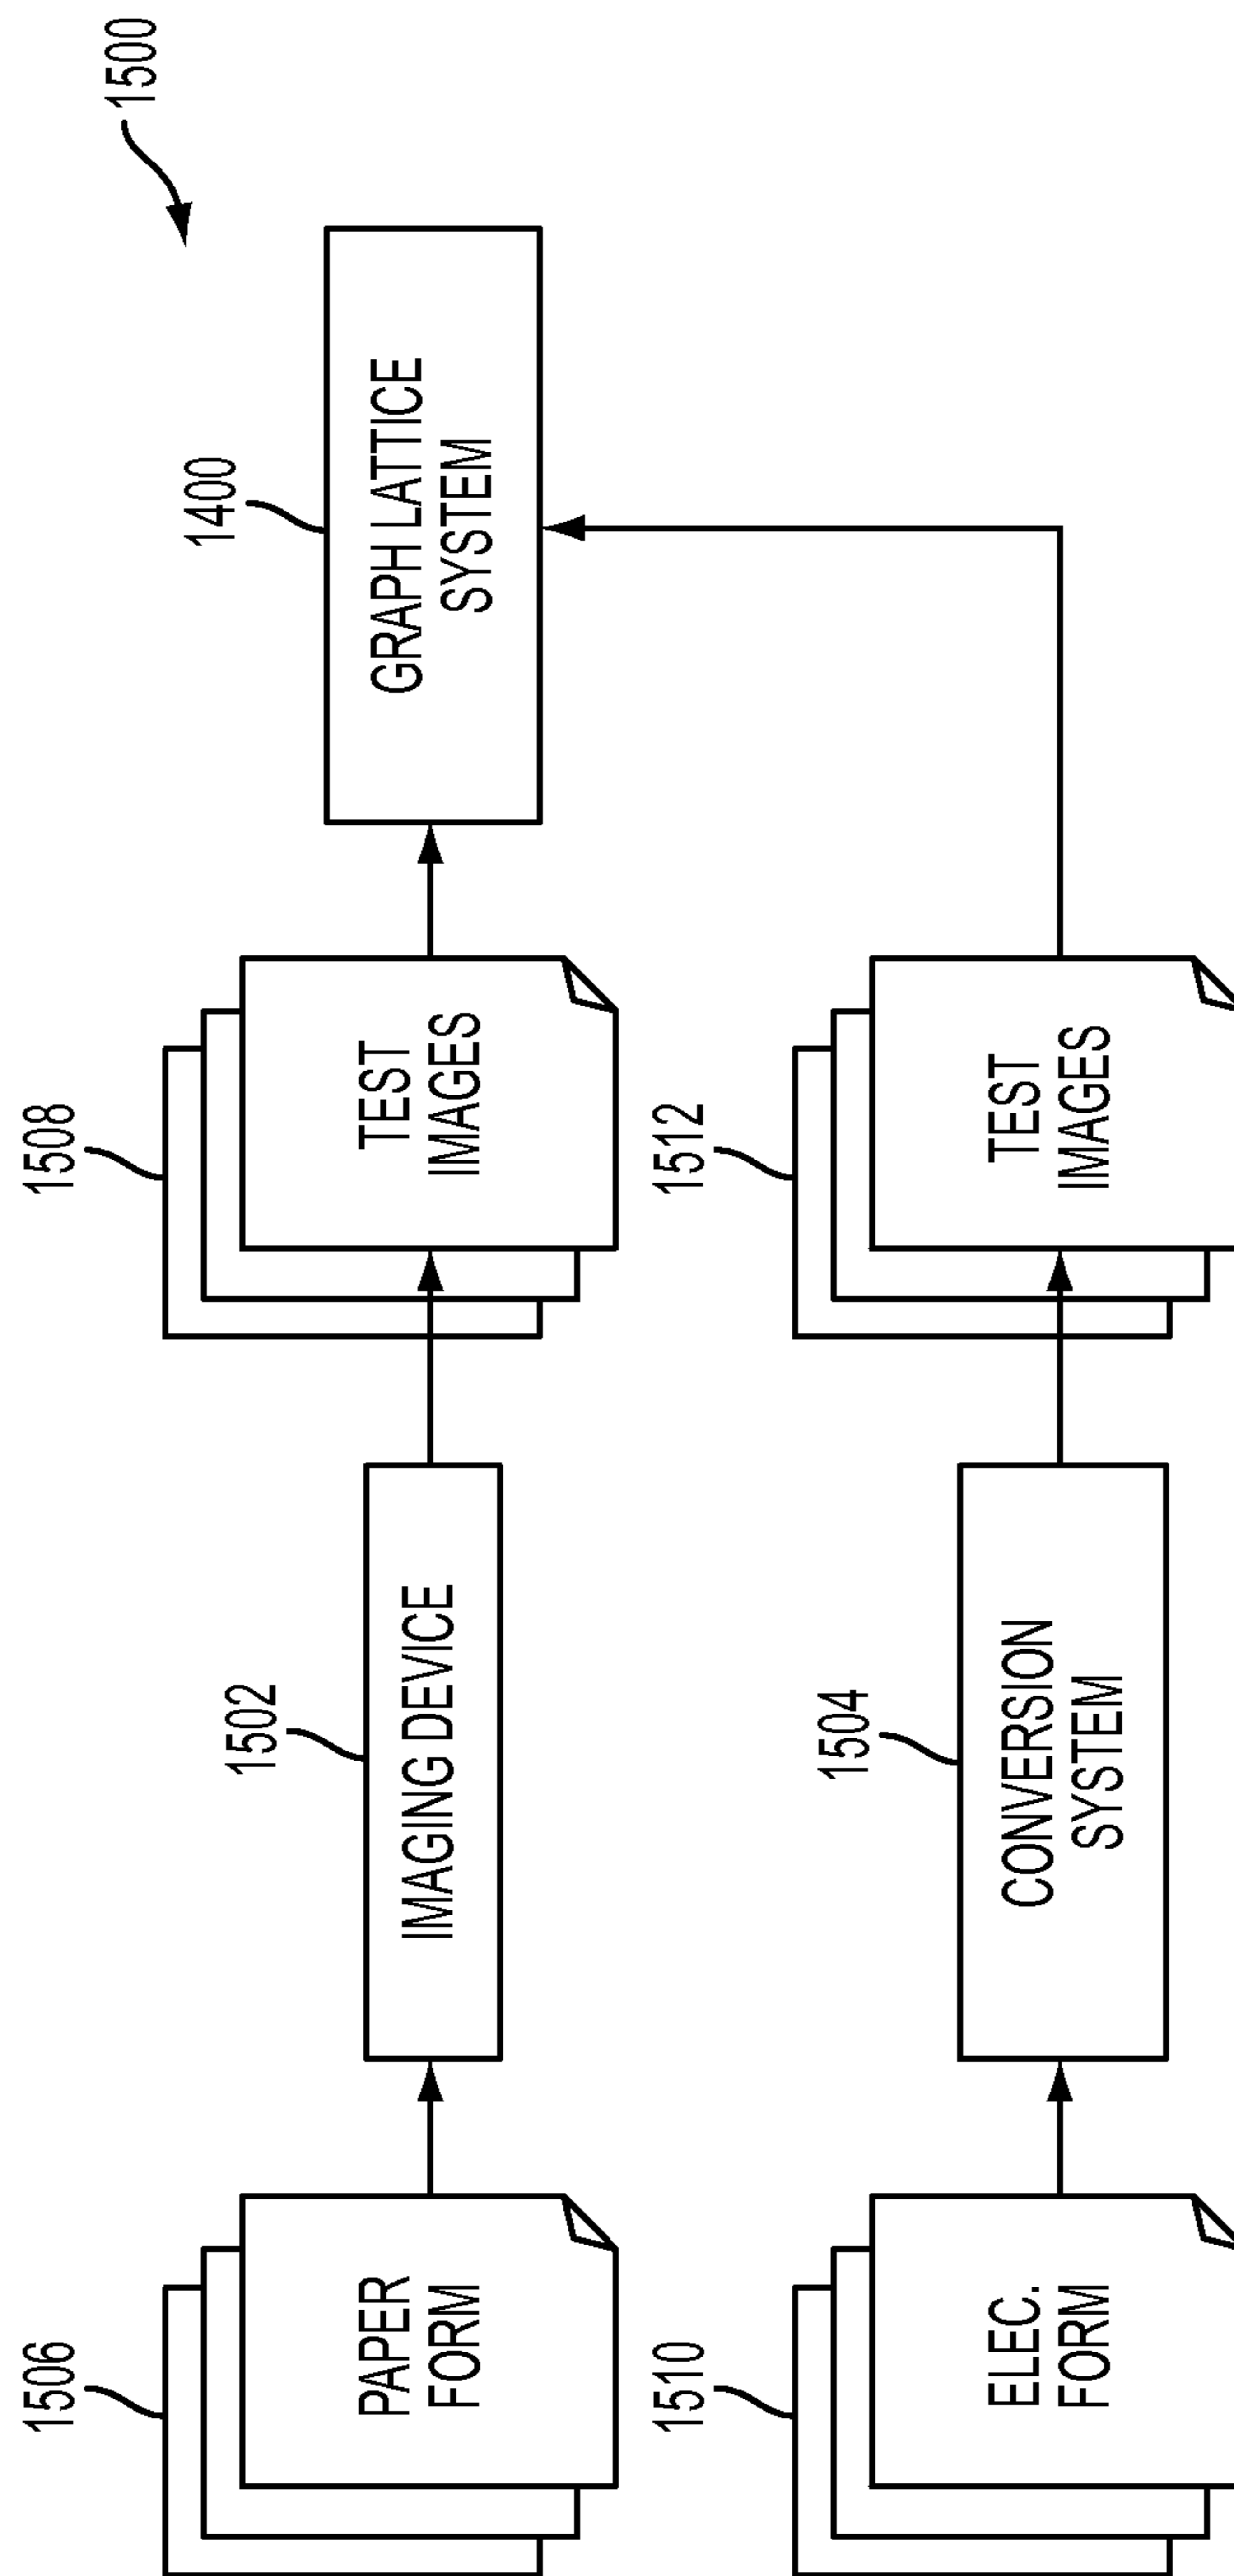 1500
1506
PAPER
FORM
1502
IMAGING DEVICE
1508
TEST
IMAGES
1400
GRAPH LATTICE
SYSTEM
1510
ELEC.
FORM
1504
CONVERSION
SYSTEM
1512
TEST
IMAGES